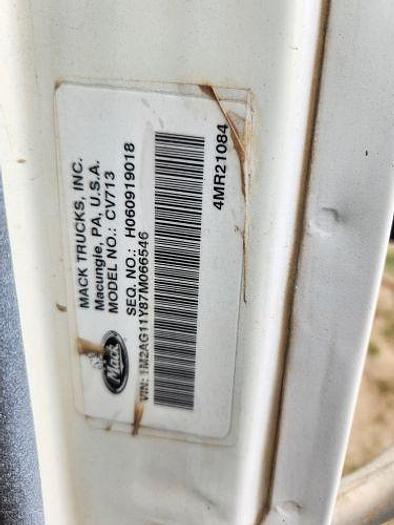 MACK TRUCKS, INC.
Macungie, PA, U.S.A.
MODEL NO.: CV713
SEQ. NO.: H060919018
Mack
VIN: 1M2AG11Y87M066546
4MR21084